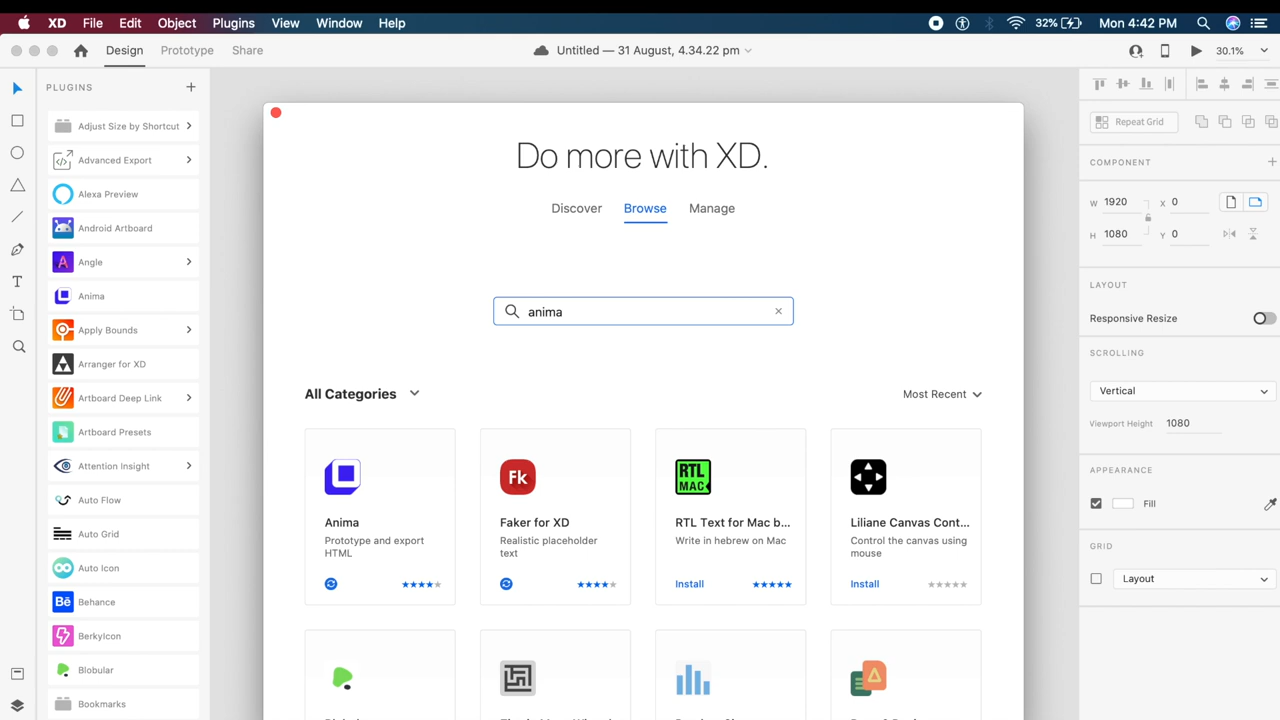 XD File Edit Object Plugins View Window Help 32% Mon 4:42 PM
Design Prototype Share Untitled — 31 August, 4.34.22 pm 30.1%
PLUGINS
Adjust Size by Shortcut
Advanced Export
Alexa Preview
Android Artboard
Angle
Anima
Apply Bounds
Arranger for XD
Artboard Deep Link
Artboard Presets
Attention Insight
Auto Flow
Auto Grid
Auto Icon
Bē Behance
BerkyIcon
Blobular
Bookmarks
Do more with XD.
Discover Browse Manage
anima
All Categories
Most Recent
Anima
Prototype and export
HTML
Fk
Faker for XD
Realistic placeholder
text
RTL
MAC
RTL Text for Mac b...
Write in hebrew on Mac
Install
Liliane Canvas Cont...
Control the canvas using
mouse
Install
Repeat Grid
COMPONENT
W 1920 X 0
H 1080 Y 0
LAYOUT
Responsive Resize
SCROLLING
Vertical
Viewport Height 1080
APPEARANCE
Fill
GRID
Layout